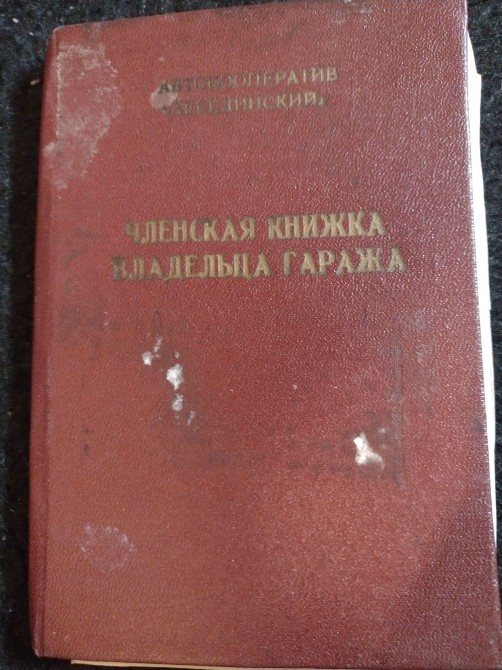 АВТОКООПЕРАТИВ
ЧЛЕНСКАЯ КНИЖКА
ВЛАДЕЛЬЦА ГАРАЖА